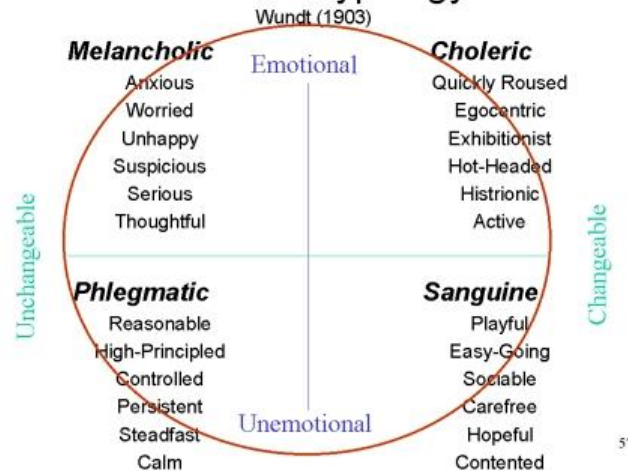 Wundt (1903)
Melancholic
Anxious
Worried
Unhappy
Suspicious
Serious
Thoughtful
Emotional
Choleric
Quickly Roused
Egocentric
Exhibitionist
Hot-Headed
Histrionic
Active
Unchangeable
Changeable
Phlegmatic
Reasonable
High-Principled
Controlled
Persistent
Steadfast
Calm
Unemotional
Sanguine
Playful
Easy-Going
Sociable
Carefree
Hopeful
Contented